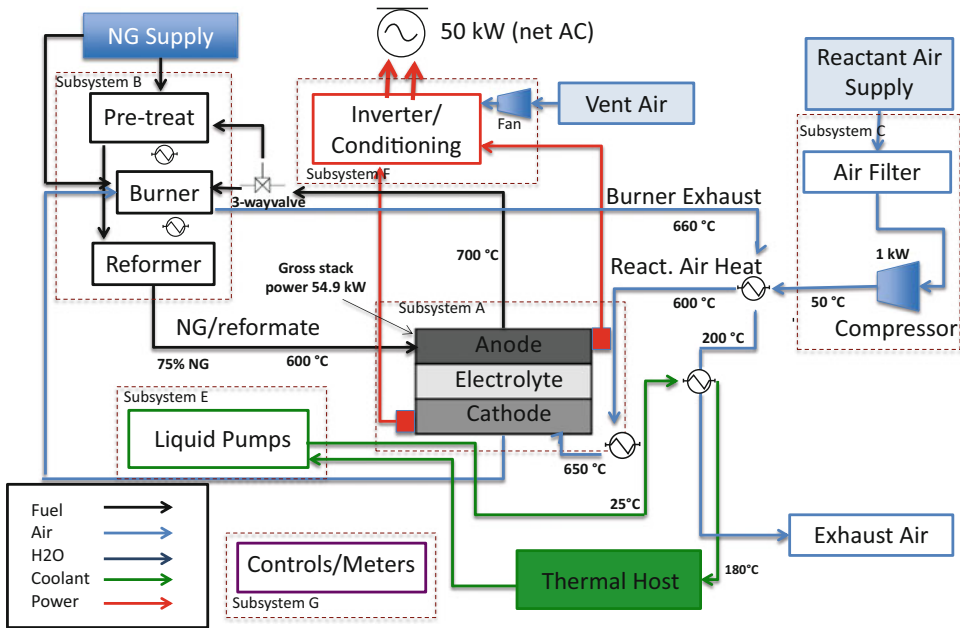 50 kW (net AC)
NG Supply
Reactant Air
Supply
Subsystem B
Pre-treat
Inverter/
Conditioning
Fan
Vent Air
Subsystem C
Air Filter
Subsystem F
Burner
3-wayvalve
Burner Exhaust
660 °C
Reformer
700 °C
1 kW
Gross stack
power 54.9 kW
React. Air Heat
600 °C
50 °C
Compressor
Subsystem A
NG/reformate
75% NG
600 °C
200 °C
Anode
Electrolyte
Cathode
Subsystem E
Liquid Pumps
650 °C
25°C
Fuel
Air
H2O
Coolant
Power
Exhaust Air
Controls/Meters
Subsystem G
Thermal Host
180°C